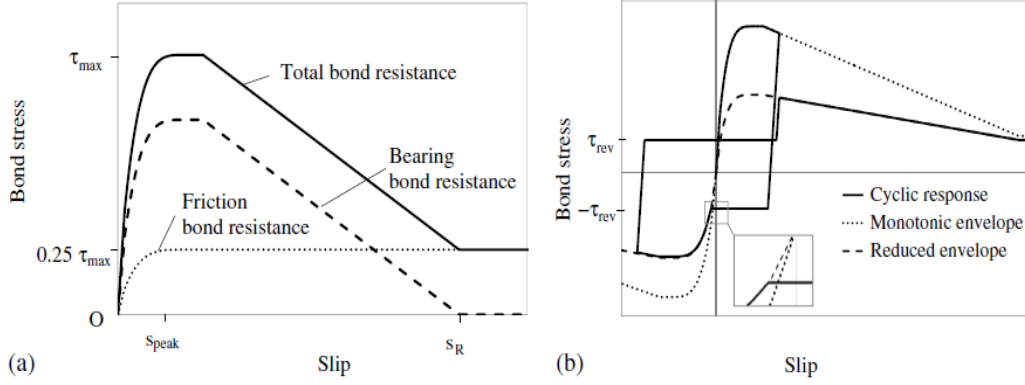 Bond stress
τmax
0.25 τmax
O
Total bond resistance
Bearing
bond resistance
Friction
bond resistance
speak
sR
(a)
Slip
Bond stress
τrev
−τrev
Cyclic response
Monotonic envelope
Reduced envelope
(b)
Slip